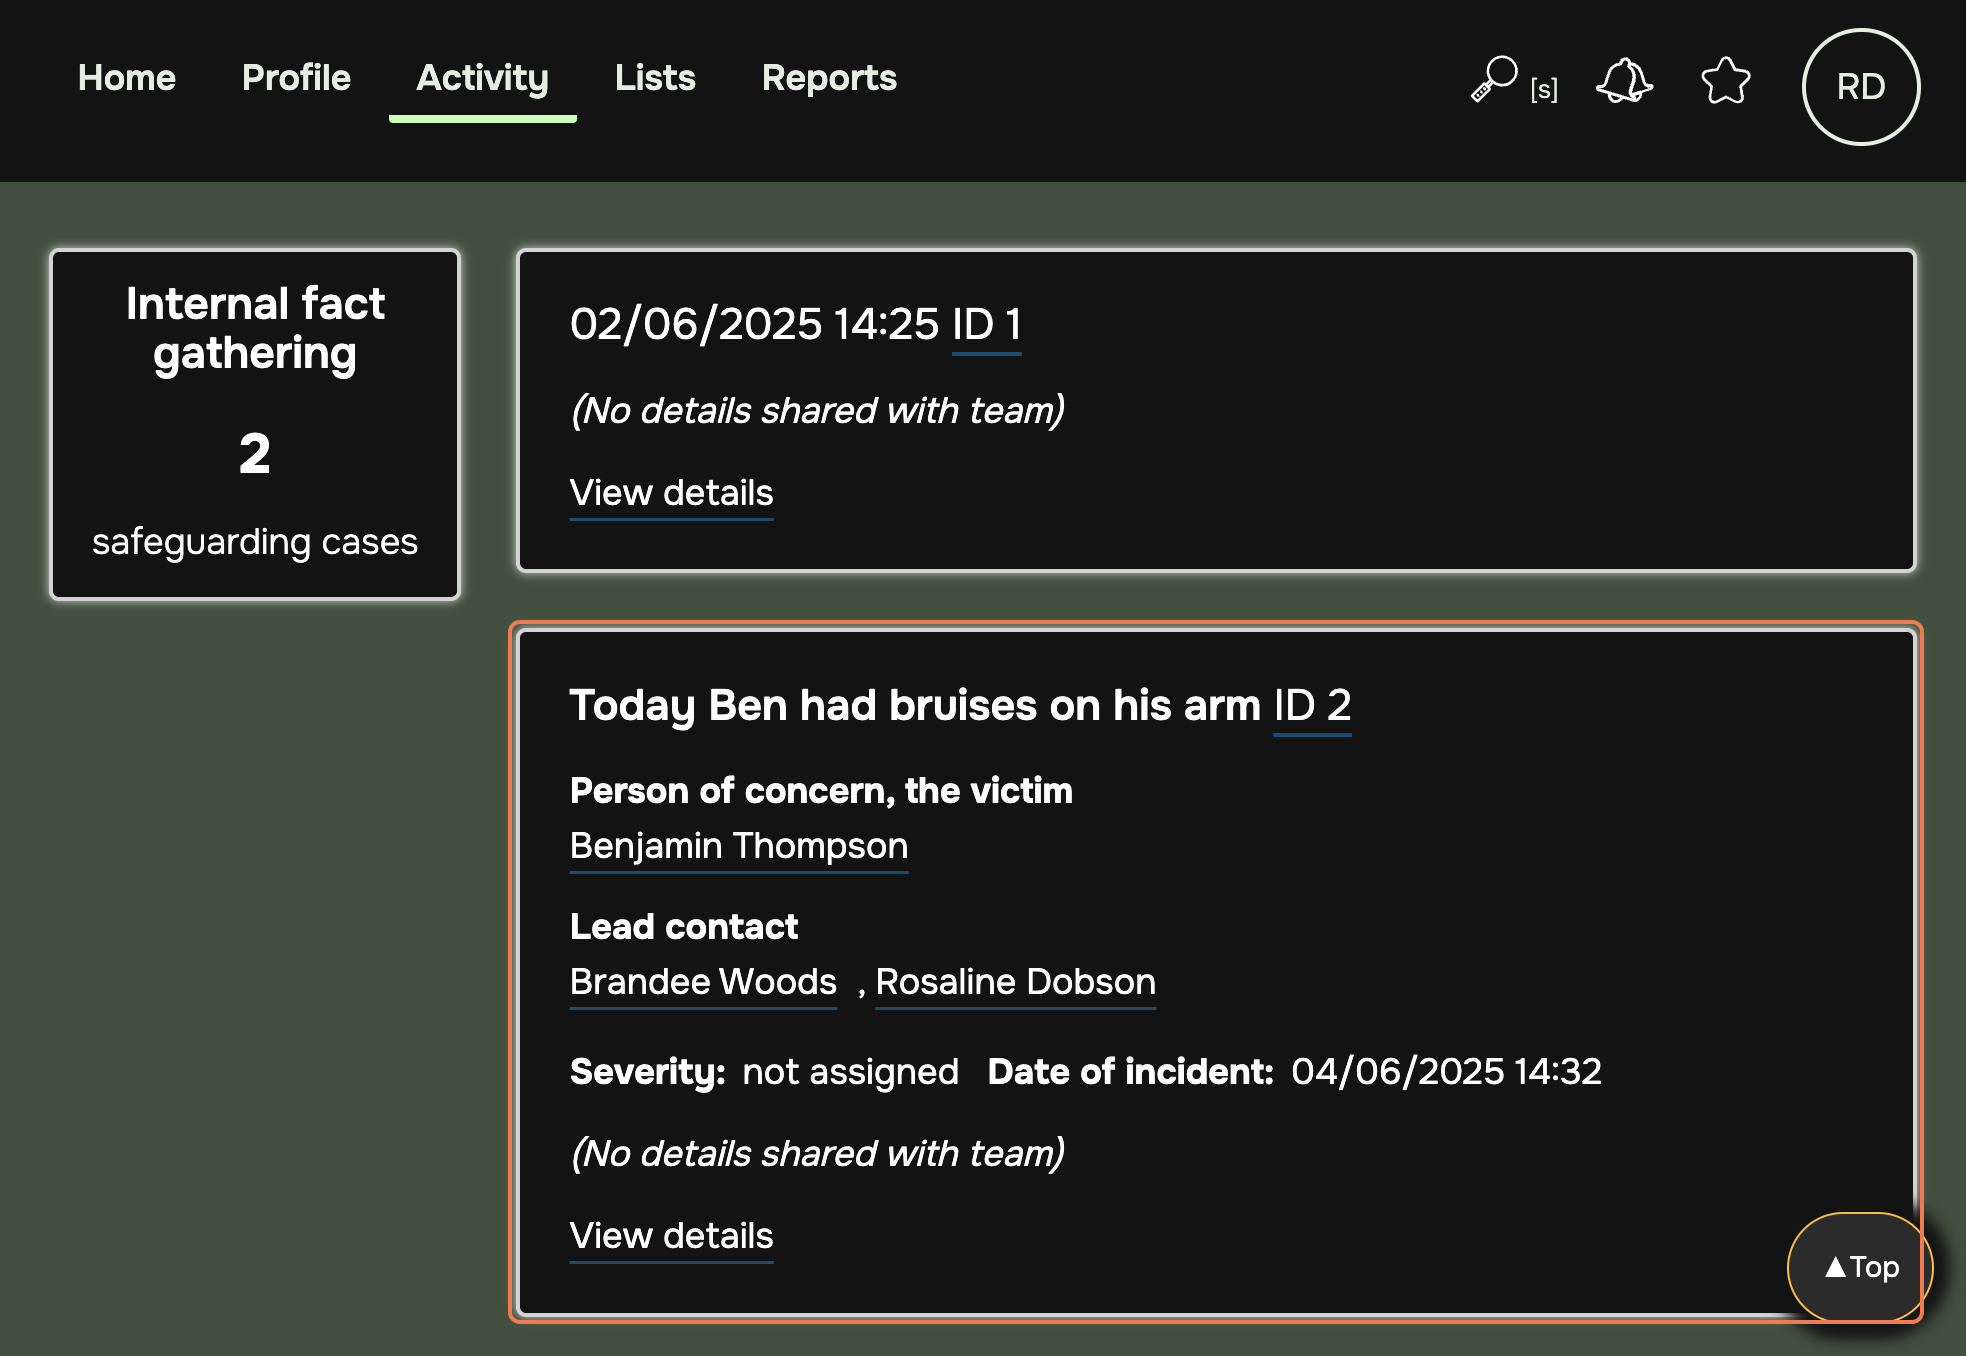 Home Profile Activity Lists Reports [s] RD
Internal fact
gathering
2
safeguarding cases
02/06/2025 14:25 ID 1
(No details shared with team)
View details
Today Ben had bruises on his arm ID 2
Person of concern, the victim
Benjamin Thompson
Lead contact
Brandee Woods , Rosaline Dobson
Severity: not assigned Date of incident: 04/06/2025 14:32
(No details shared with team)
View details
▲Top